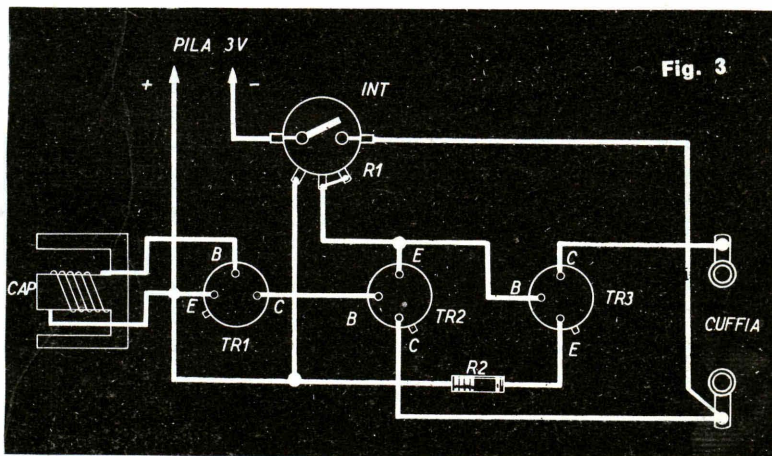 PILA 3V
+
-
INT
Fig. 3
R1
CAP
B
E
C
TR1
E
B
C
TR2
B
C
E
TR3
R2
CUFFIA